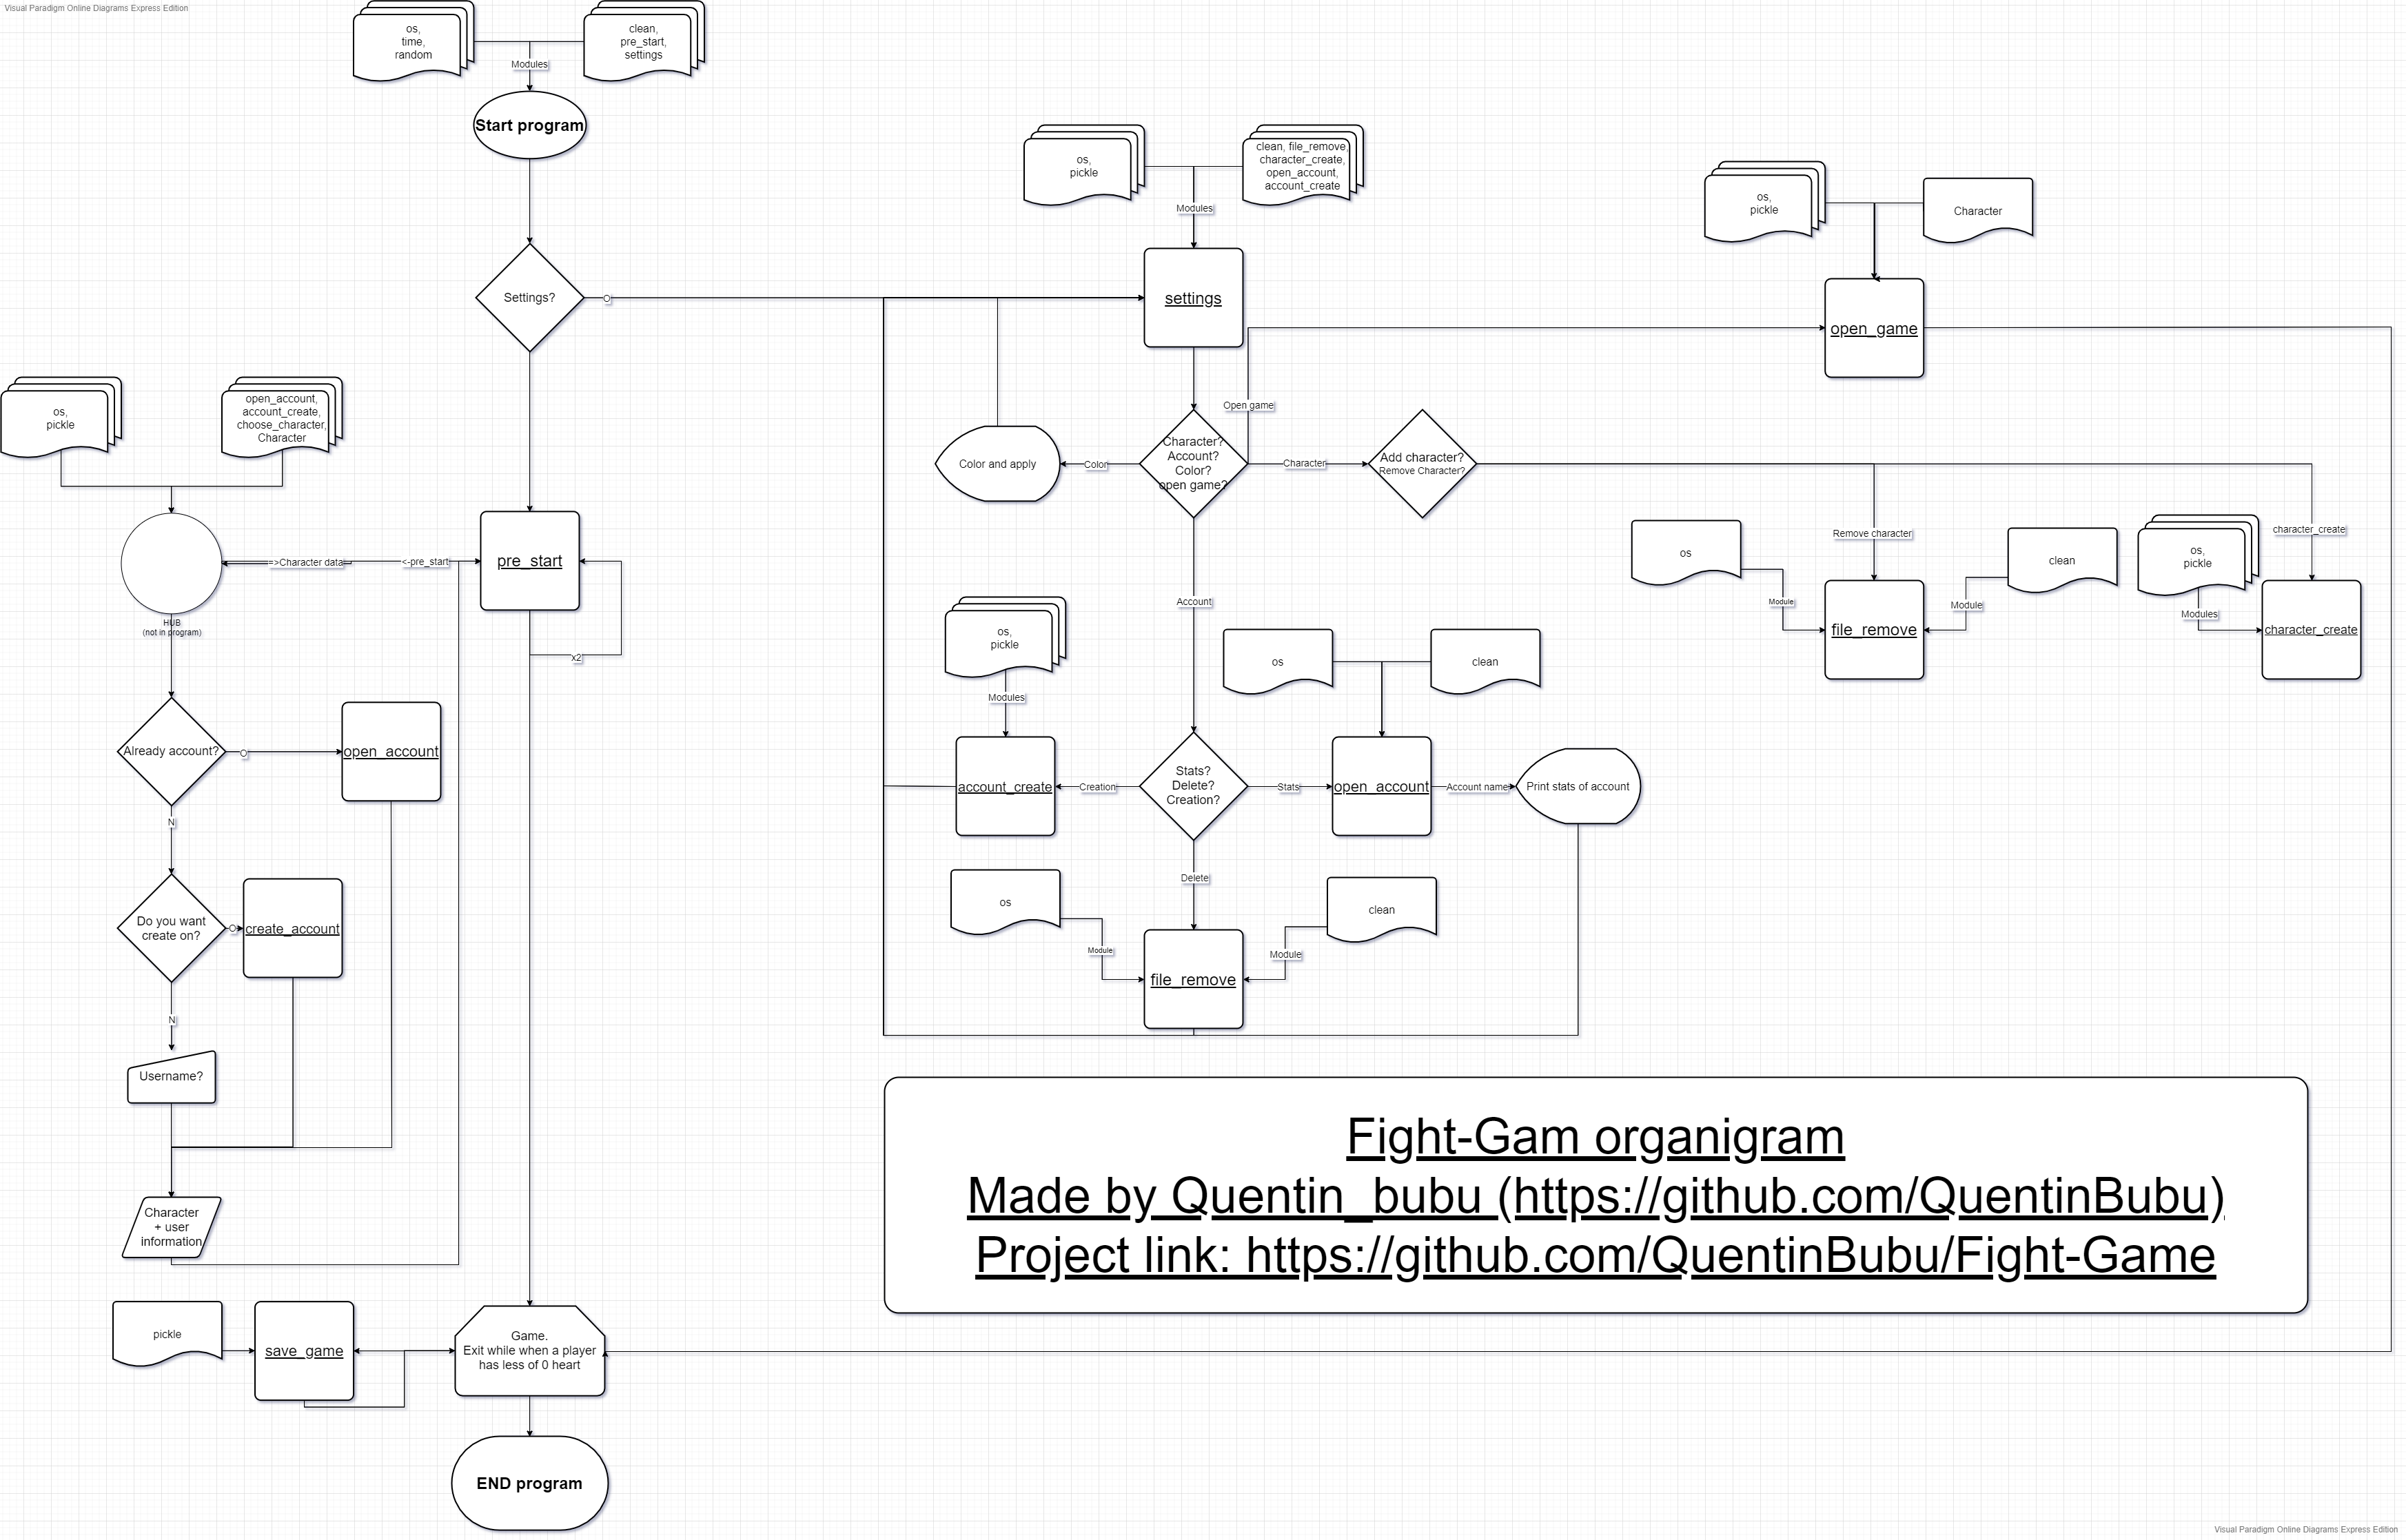 Visual Paradigm Online Diagrams Express Edition
os,
time,
random
clean,
pre_start,
settings
Modules
Start program
Settings?
O
os,
pickle
clean, file_remove,
character_create,
open_account,
account_create
Modules
settings
os,
pickle
Character
open_game
Open game
Character?
Account?
Color?
open game?
Color
Color and apply
Character
Add character?
Remove Character?
Remove character
character_create
os
Module
clean
Module
file_remove
os,
pickle
Modules
character_create
os,
pickle
open_account,
account_create,
choose_character,
Character
=>Character data
<-pre_start
pre_start
x2
HUB
(not in program)
Already account?
O
open_account
N
Do you want
create on?
O
create_account
N
Username?
Character
+ user
information
Account
os,
pickle
Modules
os
clean
account_create
Creation
Stats?
Delete?
Creation?
Stats
open_account
Account name
Print stats of account
Delete
os
Module
clean
Module
file_remove
Fight-Gam organigram
Made by Quentin_bubu (https://github.com/QuentinBubu)
Project link: https://github.com/QuentinBubu/Fight-Game
pickle
save_game
Game.
Exit while when a player
has less of 0 heart
END program
Visual Paradigm Online Diagrams Express Edition